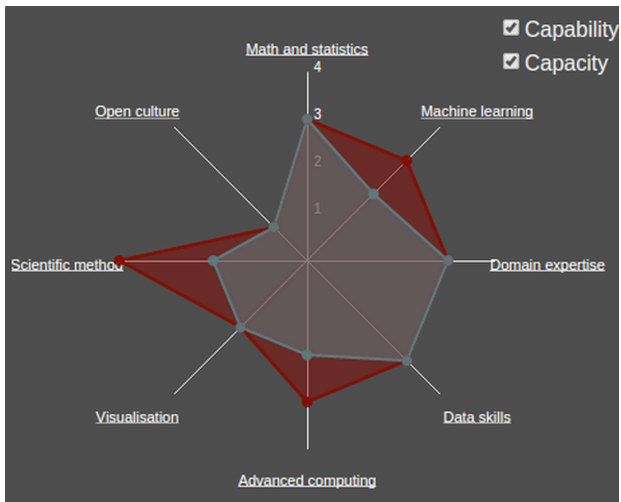 Capability
Capacity
Math and statistics
4
Open culture
3
Machine learning
2
1
Scientific method
Domain expertise
Visualisation
Data skills
Advanced computing